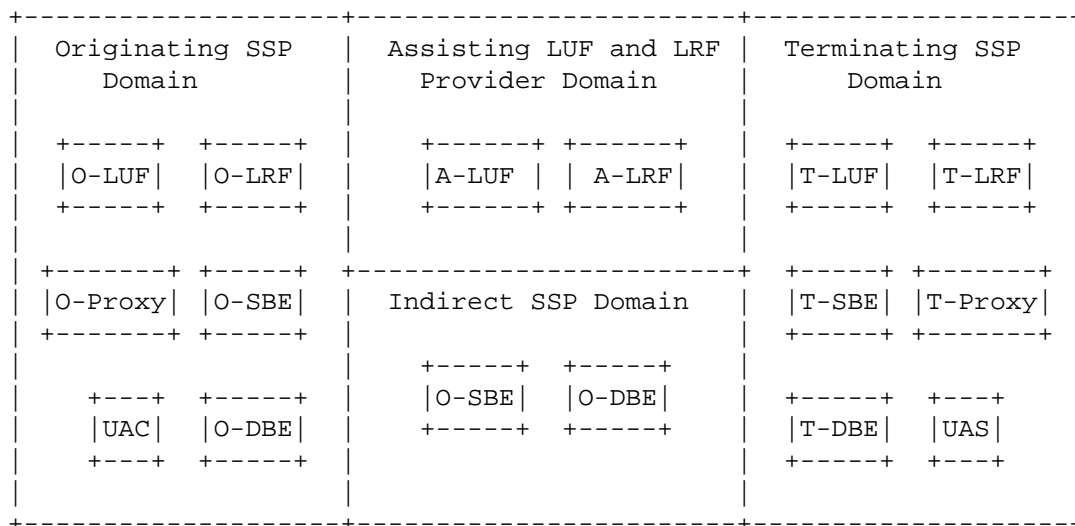 Originating SSP Assisting LUF and LRF Terminating SSP
Domain Provider Domain Domain
O-LUF O-LRF A-LUF A-LRF T-LUF T-LRF
O-Proxy O-SBE Indirect SSP Domain T-SBE T-Proxy
O-SBE O-DBE
UAC O-DBE T-DBE UAS